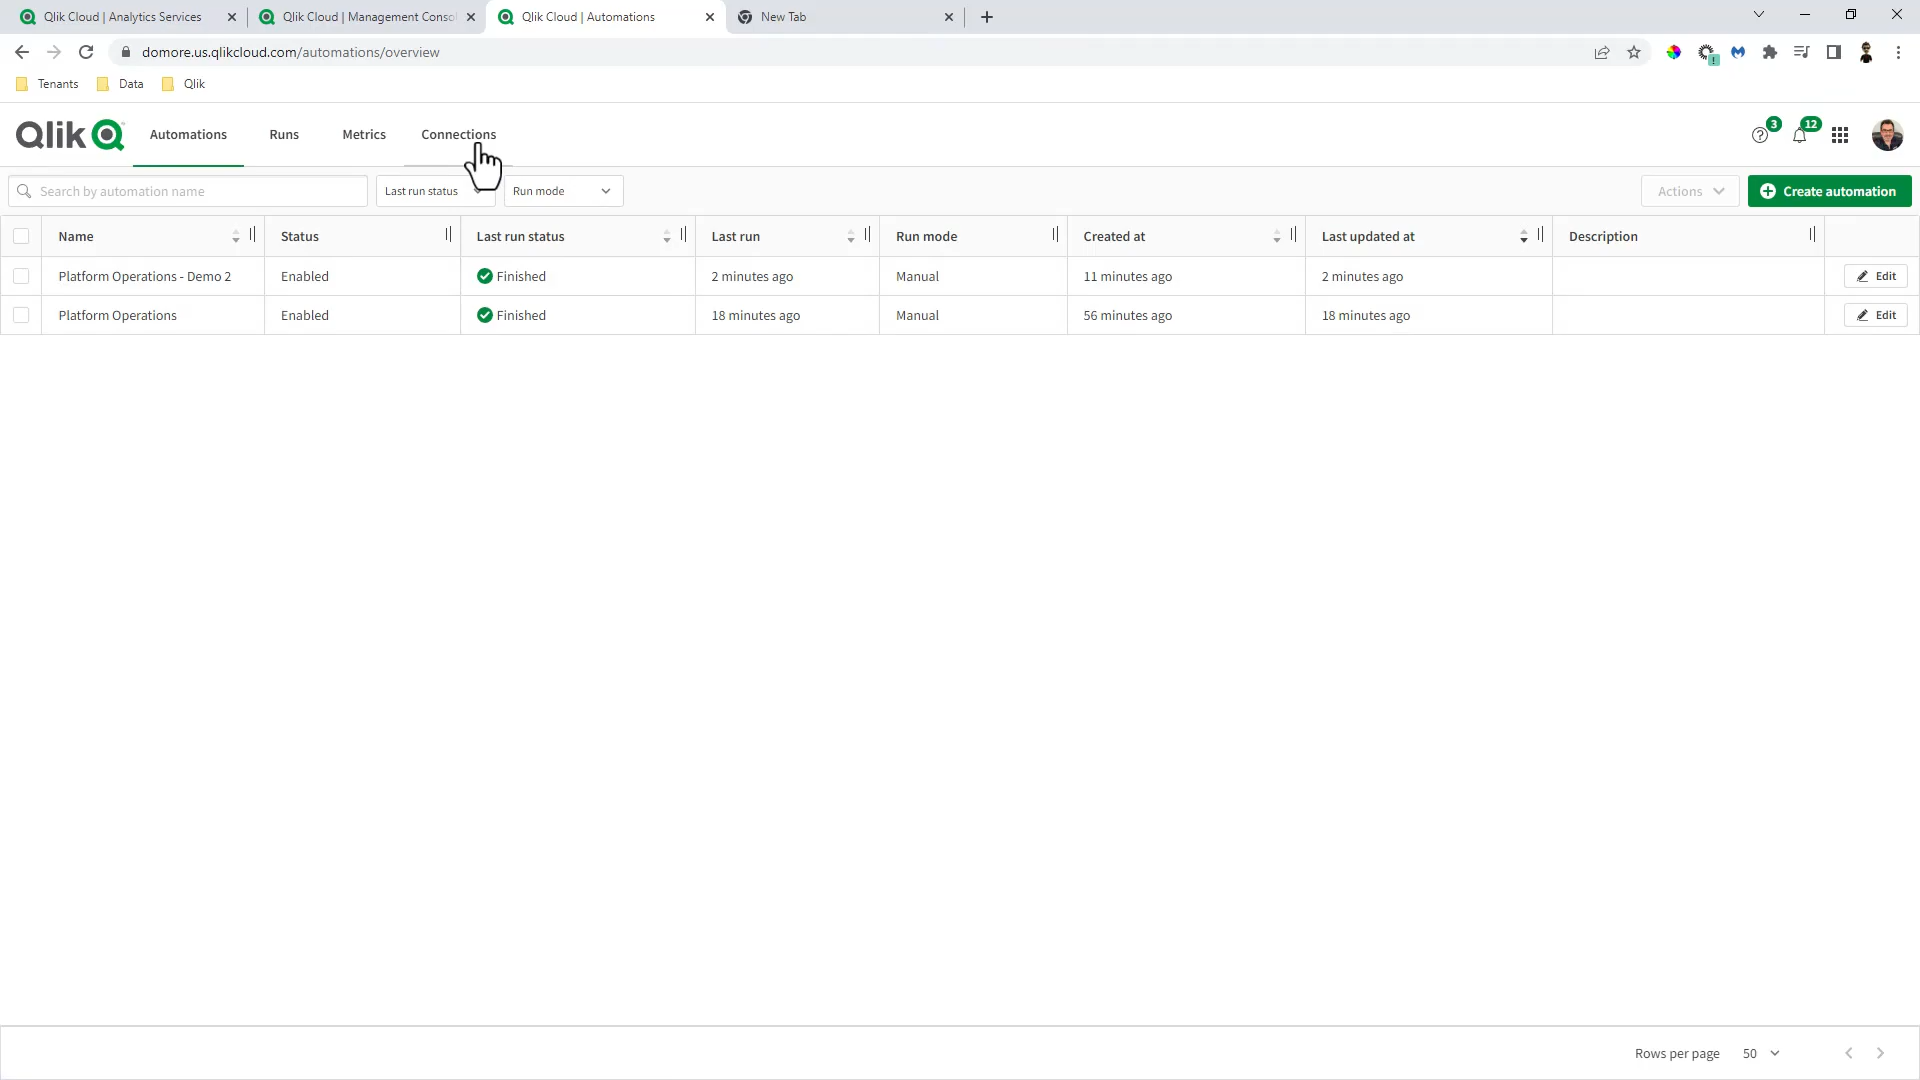 Qlik Cloud | Analytics Services
Qlik Cloud | Management Consol
Qlik Cloud | Automations
New Tab
domore.us.qlikcloud.com/automations/overview
Tenants
Data
Qlik
Qlik
Automations
Runs
Metrics
Connections
3
12
Search by automation name
Last run status
Run mode
Actions
Create automation
Name
Status
Last run status
Last run
Run mode
Created at
Last updated at
Description
Platform Operations - Demo 2
Enabled
Finished
2 minutes ago
Manual
11 minutes ago
2 minutes ago
Edit
Platform Operations
Enabled
Finished
18 minutes ago
Manual
56 minutes ago
18 minutes ago
Edit
Rows per page
50